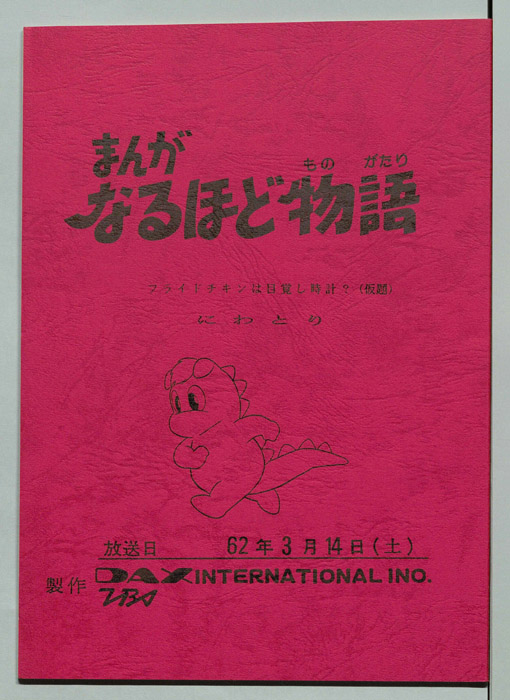 まんが
もの がたり
なるほど物語
フライドチキンは目覚し時計?(仮題)
にわとり
放送日 62年3月14日(土)
製作 DAX INTERNATIONAL INO.
TBS